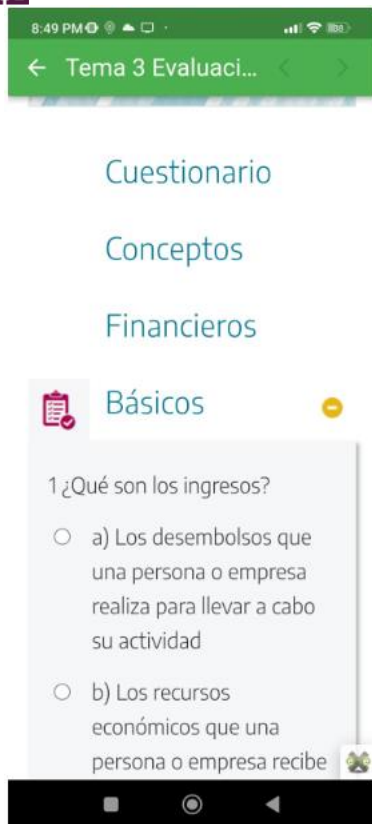 8:49 PM
← Tema 3 Evaluaci... < >
Cuestionario
Conceptos
Financieros
Básicos
1 ¿Qué son los ingresos?
a) Los desembolsos que
una persona o empresa
realiza para llevar a cabo
su actividad
b) Los recursos
económicos que una
persona o empresa recibe